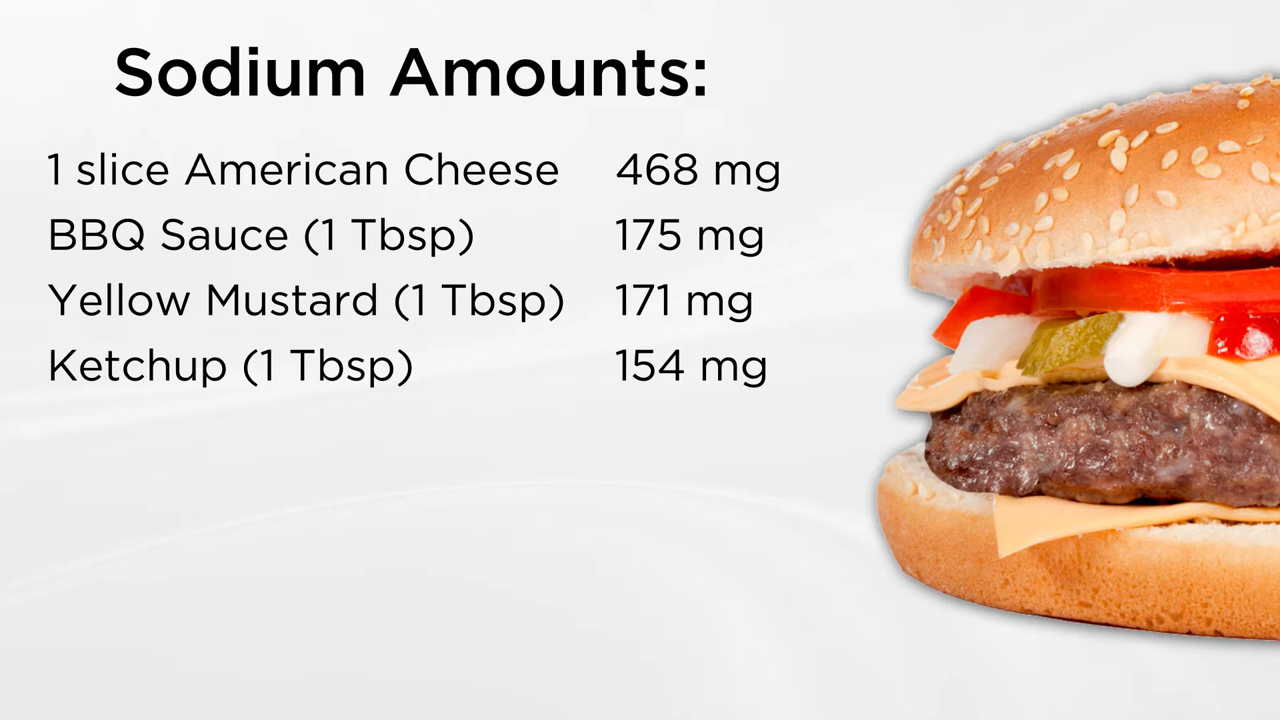 Sodium Amounts:
1 slice American Cheese 468 mg
BBQ Sauce (1 Tbsp) 175 mg
Yellow Mustard (1 Tbsp) 171 mg
Ketchup (1 Tbsp) 154 mg